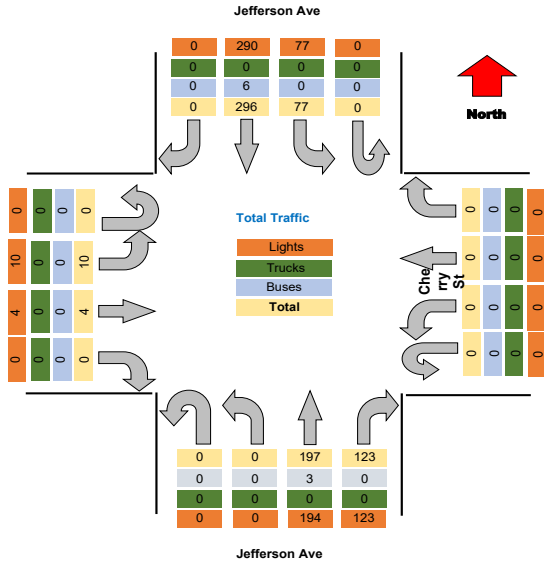 Jefferson Ave
0 290 77 0
0 0 0 0
0 6 0 0
0 296 77 0
North
0 0 0 0
10 0 0 10
4 0 0 4
0 0 0 0
Total Traffic
Lights
Trucks
Buses
Total
Che
rry
St
0 0 0 0
0 0 0 0
0 0 0 0
0 0 0 0
0 0 197 123
0 0 3 0
0 0 0 0
0 0 194 123
Jefferson Ave